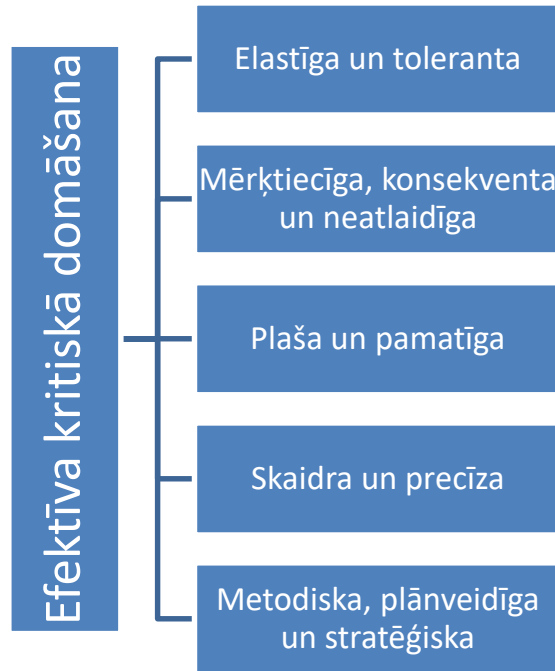 Efektīva kritiskā domāšana
Elastīga un toleranta
Mērķtiecīga, konsekventa
un neatlaidīga
Plaša un pamatīga
Skaidra un precīza
Metodiska, plānveidīga
un stratēģiska